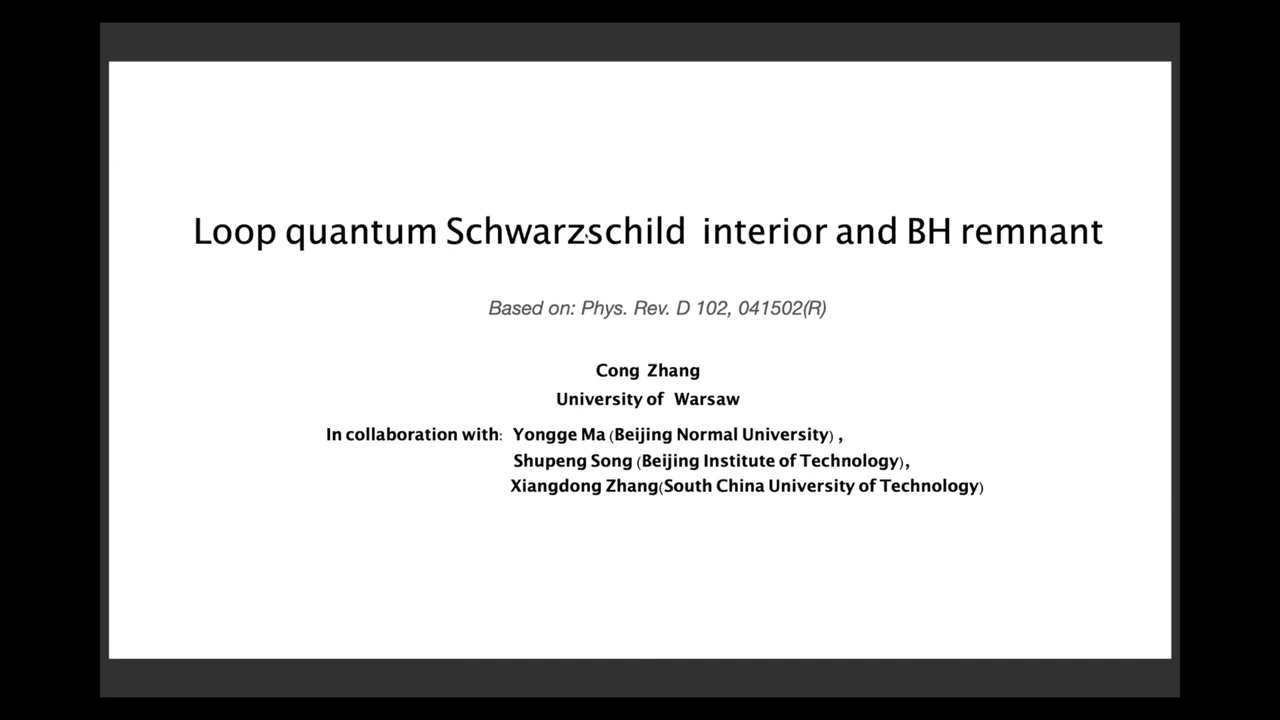 Loop quantum Schwarzschild interior and BH remnant
Based on: Phys. Rev. D 102, 041502(R)
Cong Zhang
University of Warsaw
In collaboration with: Yongge Ma (Beijing Normal University) ,
Shupeng Song (Beijing Institute of Technology),
Xiangdong Zhang(South China University of Technology)